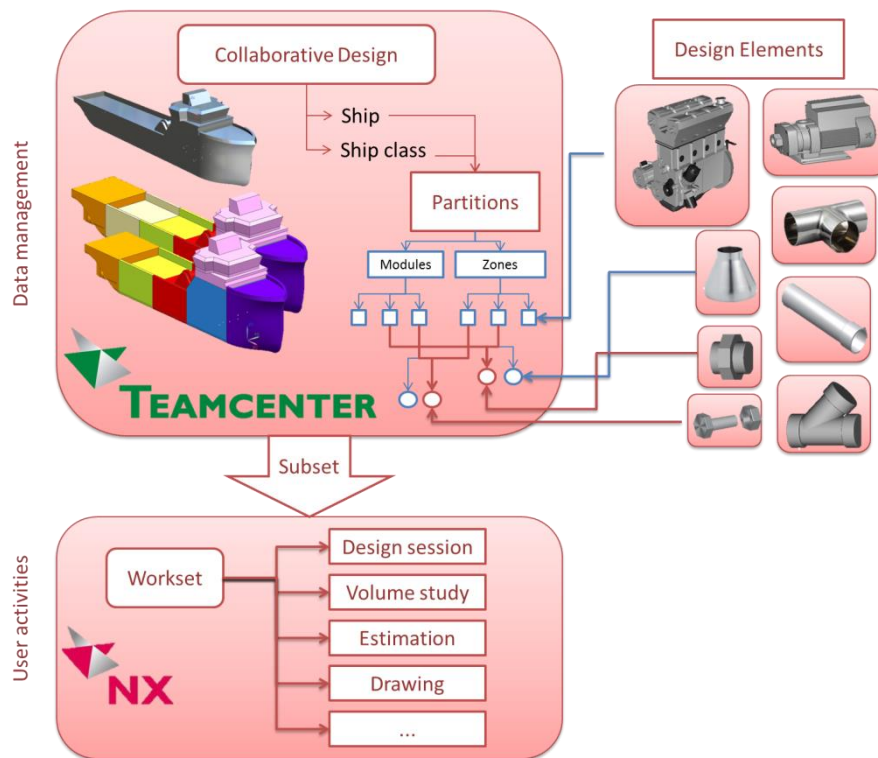 Collaborative Design
Design Elements
Ship
Ship class
Partitions
Modules
Zones
Data management
TEAMCENTER
Subset
User activities
Workset
Design session
Volume study
Estimation
Drawing
...
NX